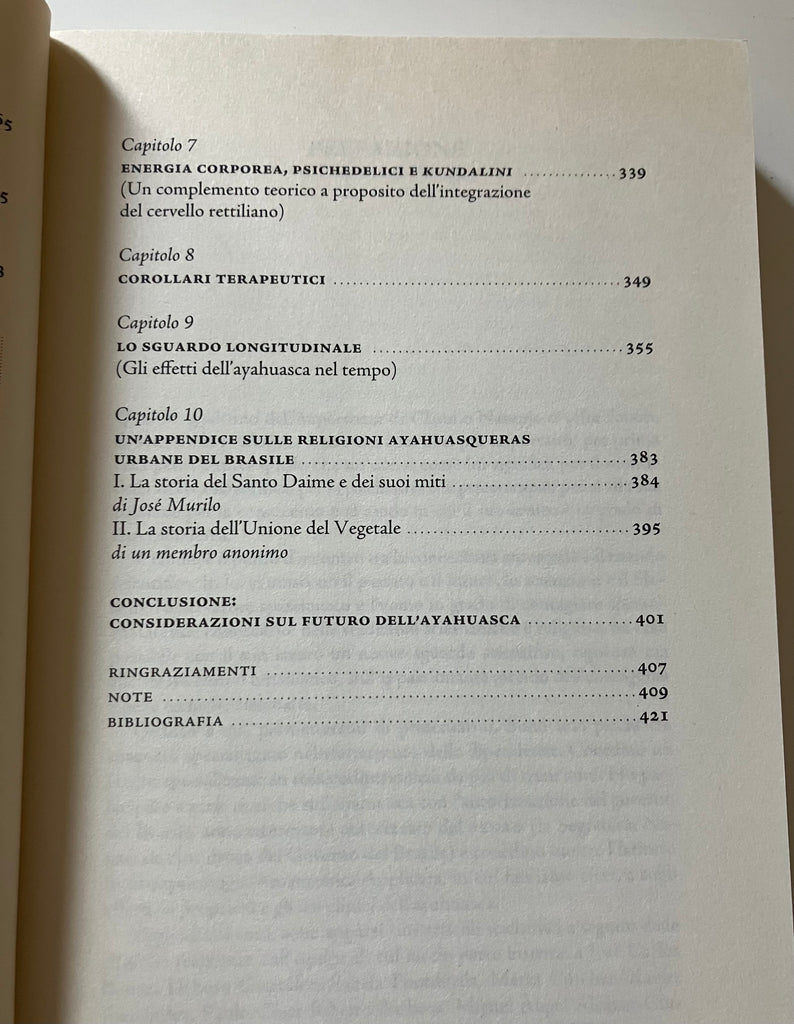 Capitolo 7
ENERGIA CORPOREA, PSICHEDELICI E KUNDALINI ............... 339
(Un complemento teorico a proposito dell'integrazione
del cervello rettiliano)
Capitolo 8
COROLLARI TERAPEUTICI ............... 349
Capitolo 9
LO SGUARDO LONGITUDINALE ............... 355
(Gli effetti dell'ayahuasca nel tempo)
Capitolo 10
UN'APPENDICE SULLE RELIGIONI AYAHUASQUERAS
URBANE DEL BRASILE ............... 383
I. La storia del Santo Daime e dei suoi miti ............... 384
di José Murilo
II. La storia dell'Unione del Vegetale ............... 395
di un membro anonimo
CONCLUSIONE:
CONSIDERAZIONI SUL FUTURO DELL'AYAHUASCA ............... 401
RINGRAZIAMENTI ............... 407
NOTE ............... 409
BIBLIOGRAFIA ............... 421